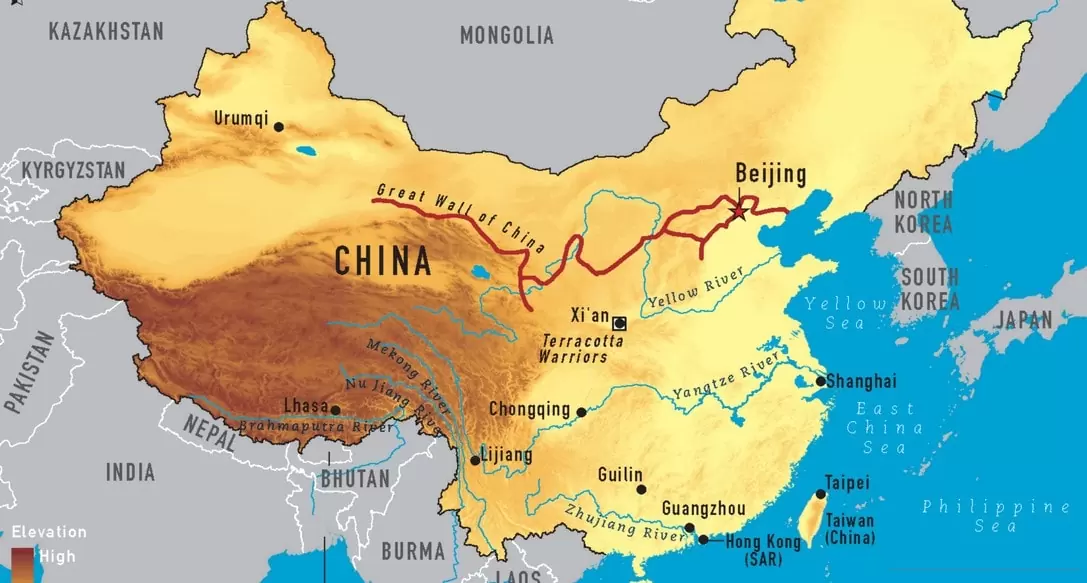 KAZAKHSTAN
MONGOLIA
Urumqi
KYRGYZSTAN
Beijing
Great Wall of China
NORTH
KOREA
CHINA
Yellow River
SOUTH
KOREA
Yellow
Sea
JAPAN
Xi'an
Terracotta
Warriors
PAKISTAN
Mekong River
Nu Jiang River
Yangtze River
Shanghai
Lhasa
Chongqing
Brahmaputra River
East
China
Sea
NEPAL
Lijiang
INDIA
BHUTAN
Guilin
Taipei
Guangzhou
Zhujiang River
Philippine
Sea
Taiwan
(China)
Elevation
High
BURMA
Hong Kong
(SAR)
LAOS